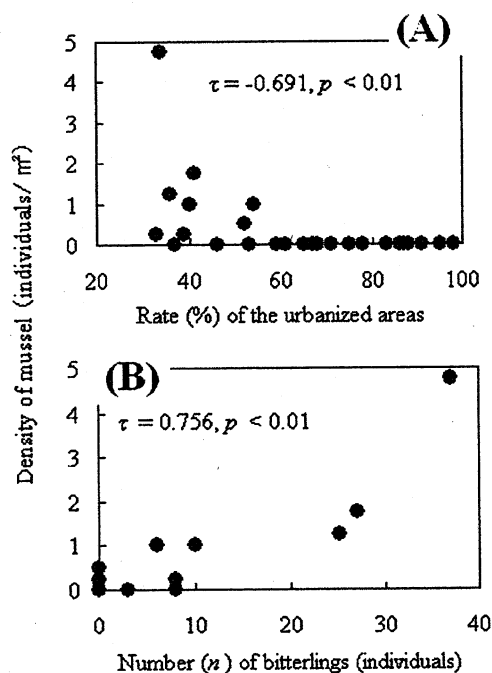 (A)
5
4
3
2
1
0
τ = -0.691, p < 0.01
20 40 60 80 100
Rate (%) of the urbanized areas
Density of mussel (individuals/ m²)
(B)
5
4
3
2
1
0
τ = 0.756, p < 0.01
0 10 20 30 40
Number (n) of bitterlings (individuals)